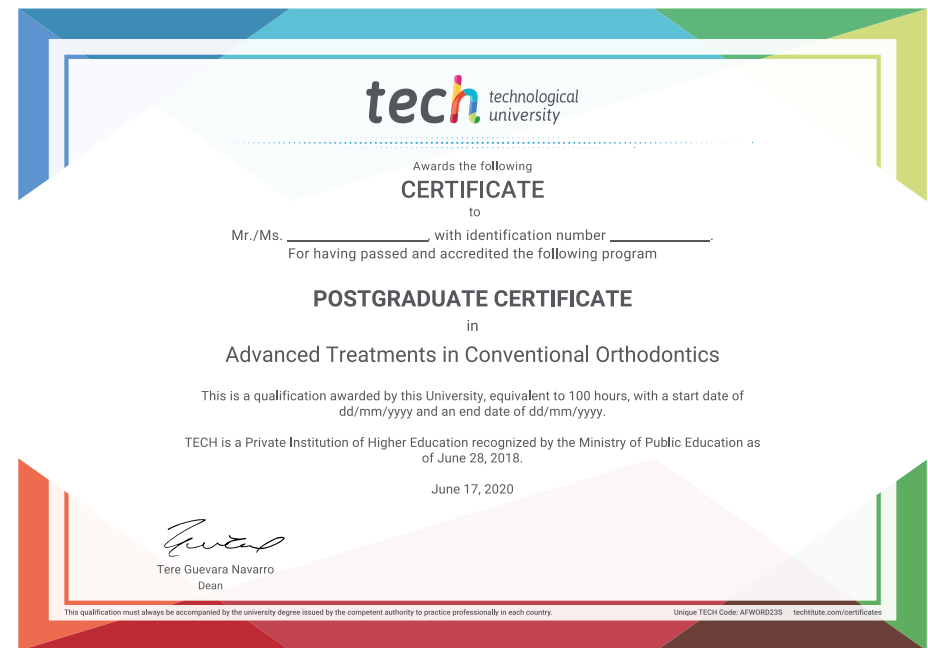 tech technological
university
Awards the following
CERTIFICATE
to
Mr./Ms. ____________________, with identification number ______________.
For having passed and accredited the following program
POSTGRADUATE CERTIFICATE
in
Advanced Treatments in Conventional Orthodontics
This is a qualification awarded by this University, equivalent to 100 hours, with a start date of
dd/mm/yyyy and an end date of dd/mm/yyyy.
TECH is a Private Institution of Higher Education recognized by the Ministry of Public Education as
of June 28, 2018.
June 17, 2020
Tere Guevara Navarro
Dean
This qualification must always be accompanied by the university degree issued by the competent authority to practice professionally in each country. Unique TECH Code: AFWORD23S techtitute.com/certificates